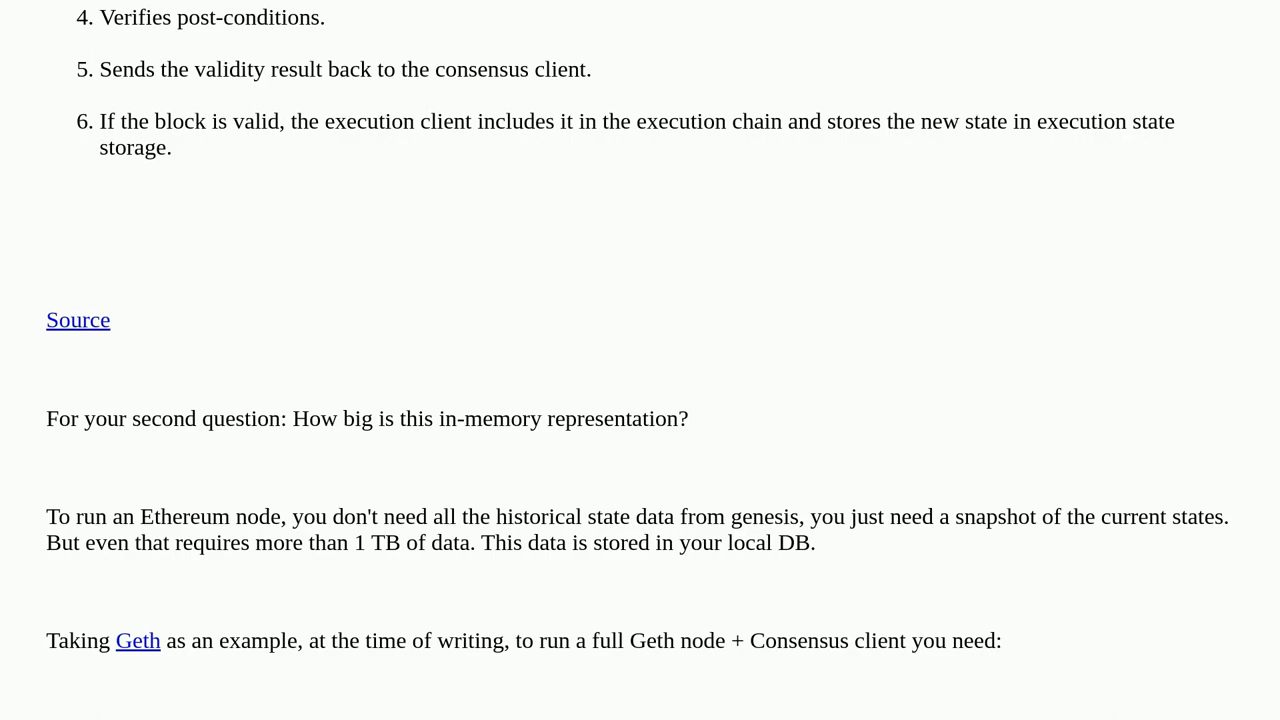 4. Verifies post-conditions.
5. Sends the validity result back to the consensus client.
6. If the block is valid, the execution client includes it in the execution chain and stores the new state in execution state
storage.
Source
For your second question: How big is this in-memory representation?
To run an Ethereum node, you don't need all the historical state data from genesis, you just need a snapshot of the current states.
But even that requires more than 1 TB of data. This data is stored in your local DB.
Taking Geth as an example, at the time of writing, to run a full Geth node + Consensus client you need: